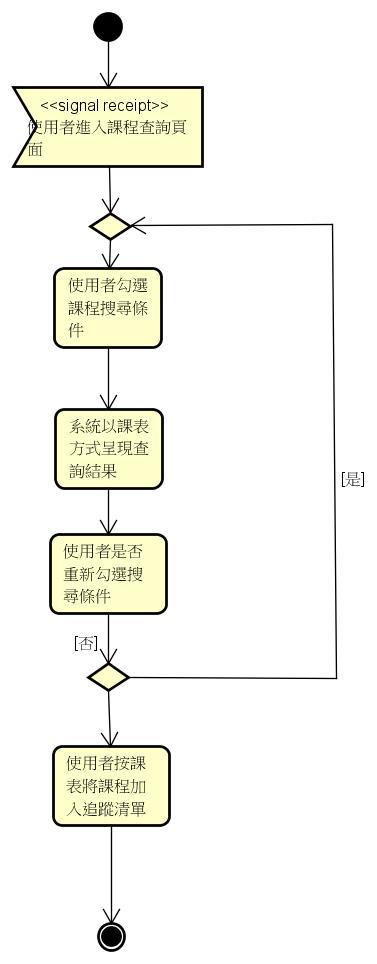 <<signal receipt>>
使用者進入課程查詢頁
面
使用者勾選
課程搜尋條
件
系統以課表
方式呈現查
詢結果
[是]
使用者是否
重新勾選搜
尋條件
[否]
使用者按課
表將課程加
入追蹤清單